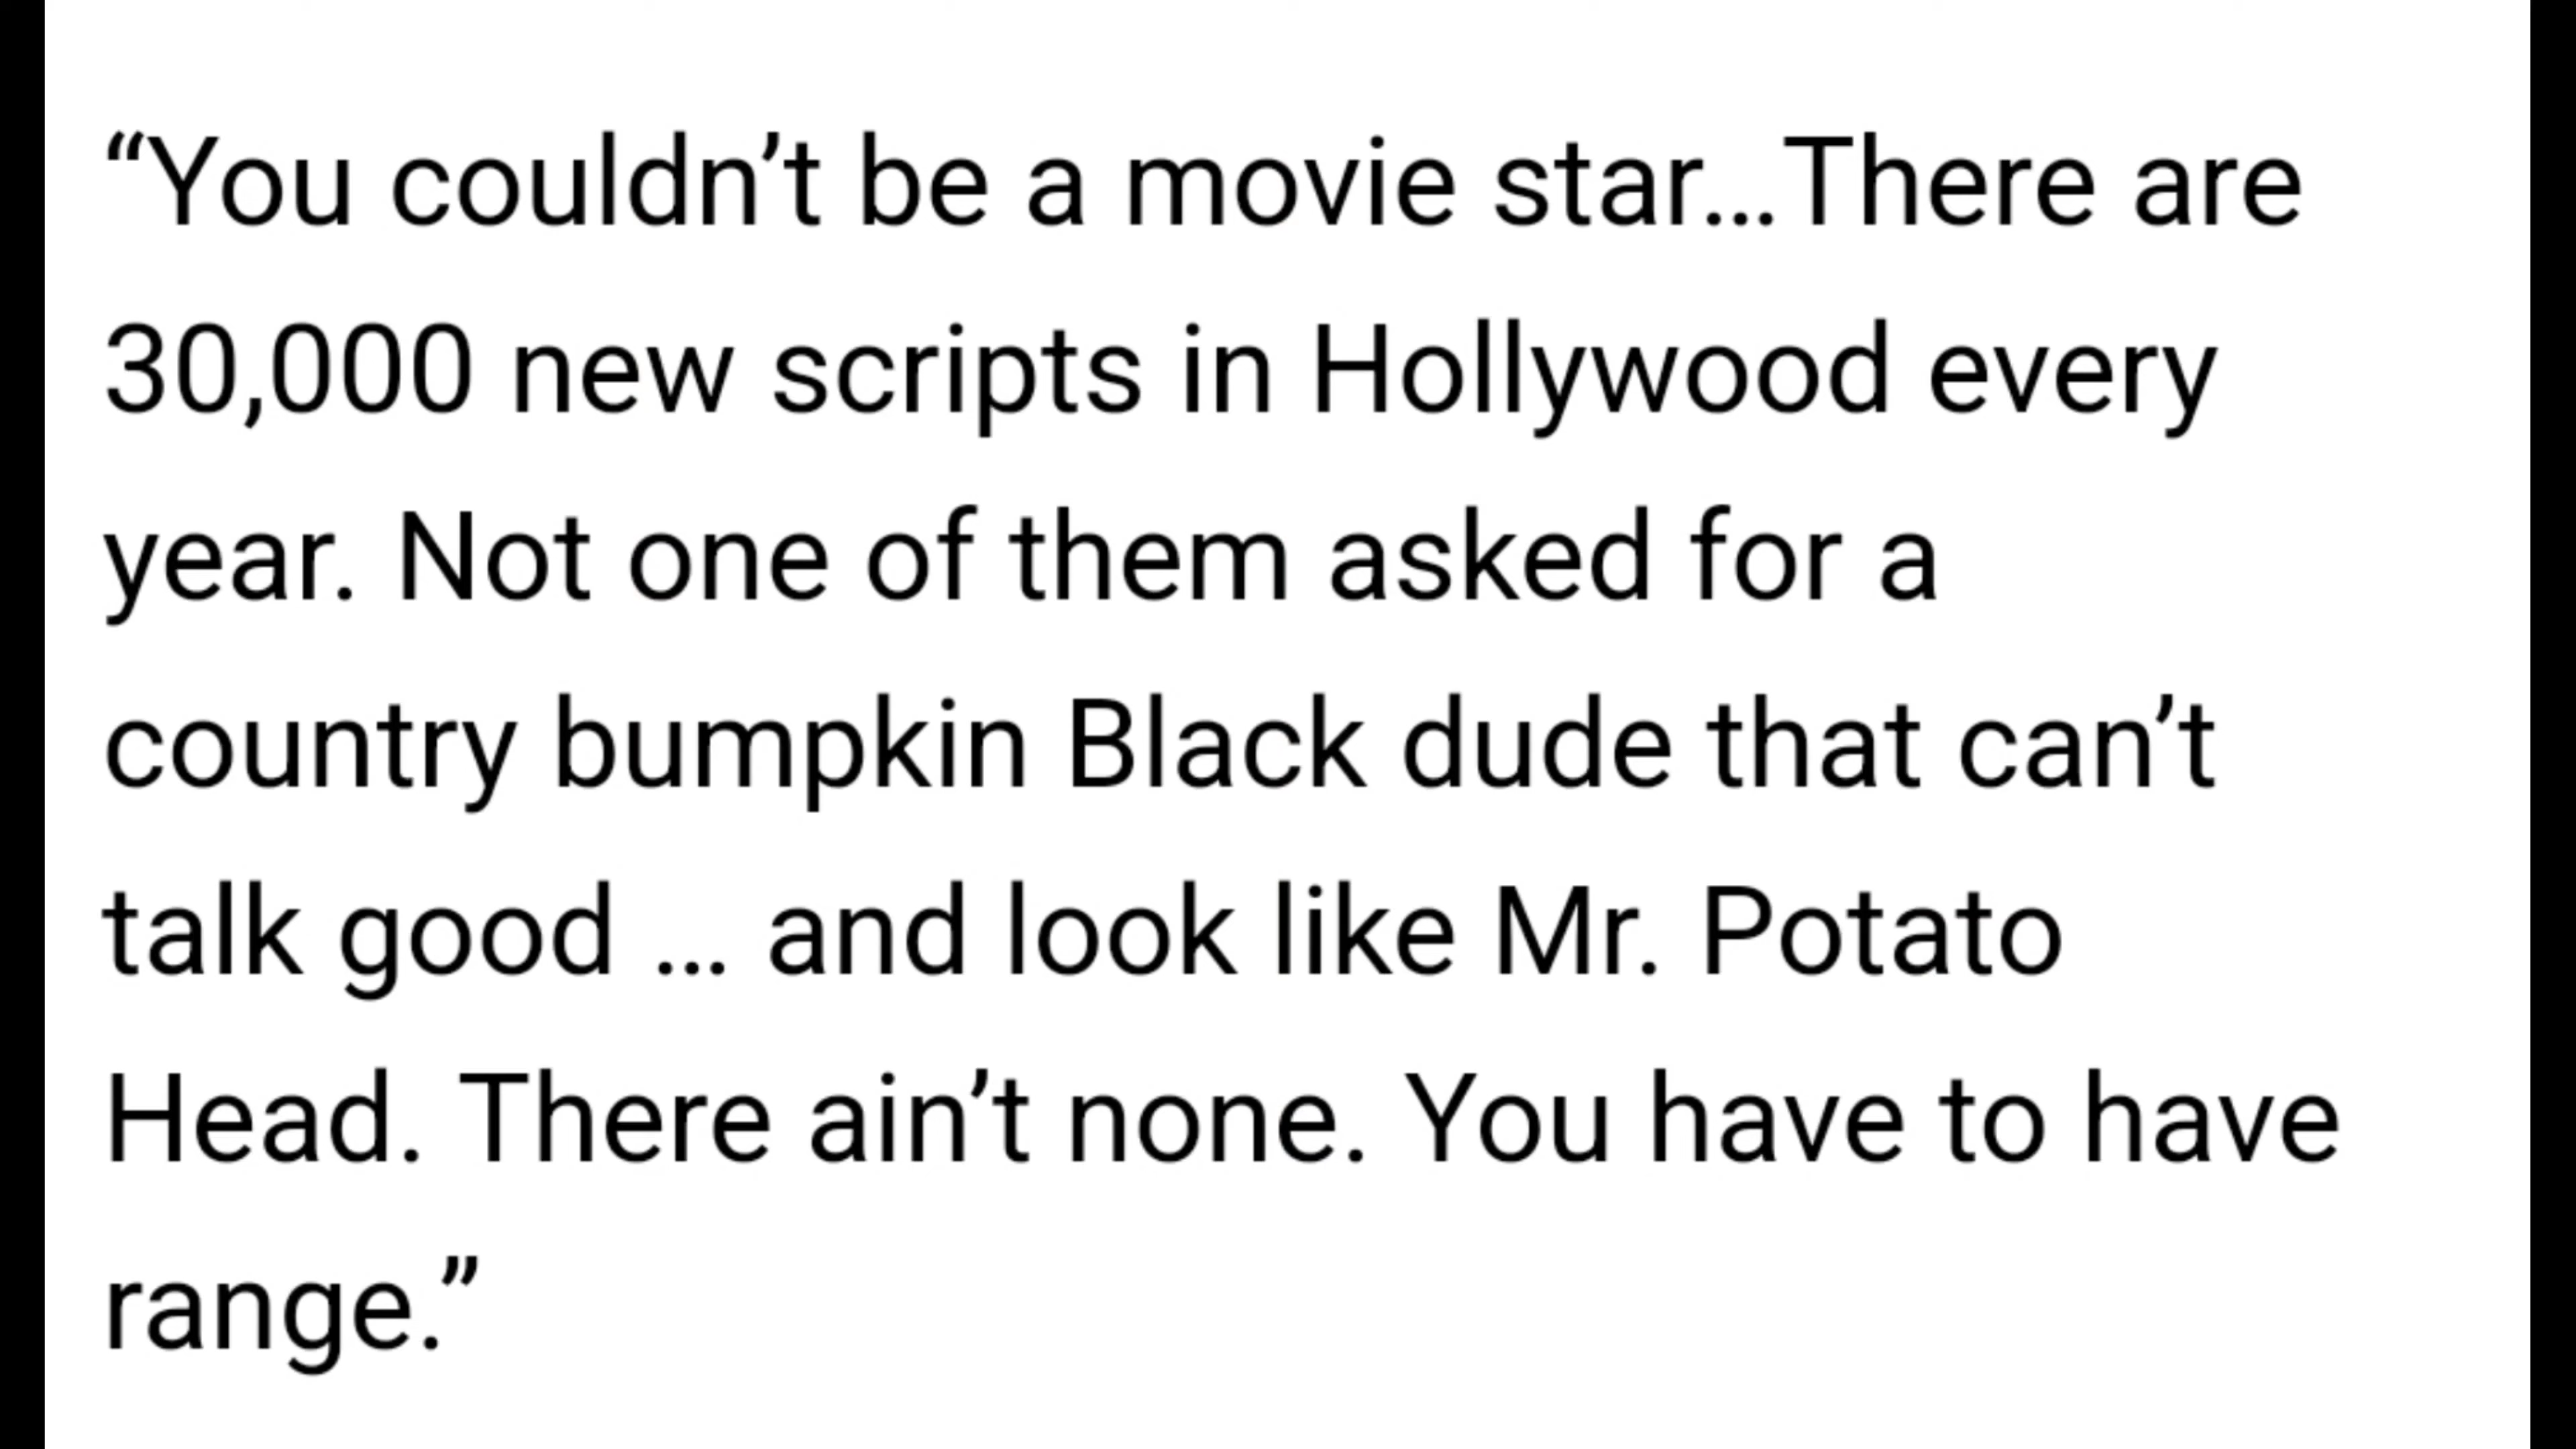 “You couldn’t be a movie star…There are
30,000 new scripts in Hollywood every
year. Not one of them asked for a
country bumpkin Black dude that can’t
talk good … and look like Mr. Potato
Head. There ain’t none. You have to have
range.”